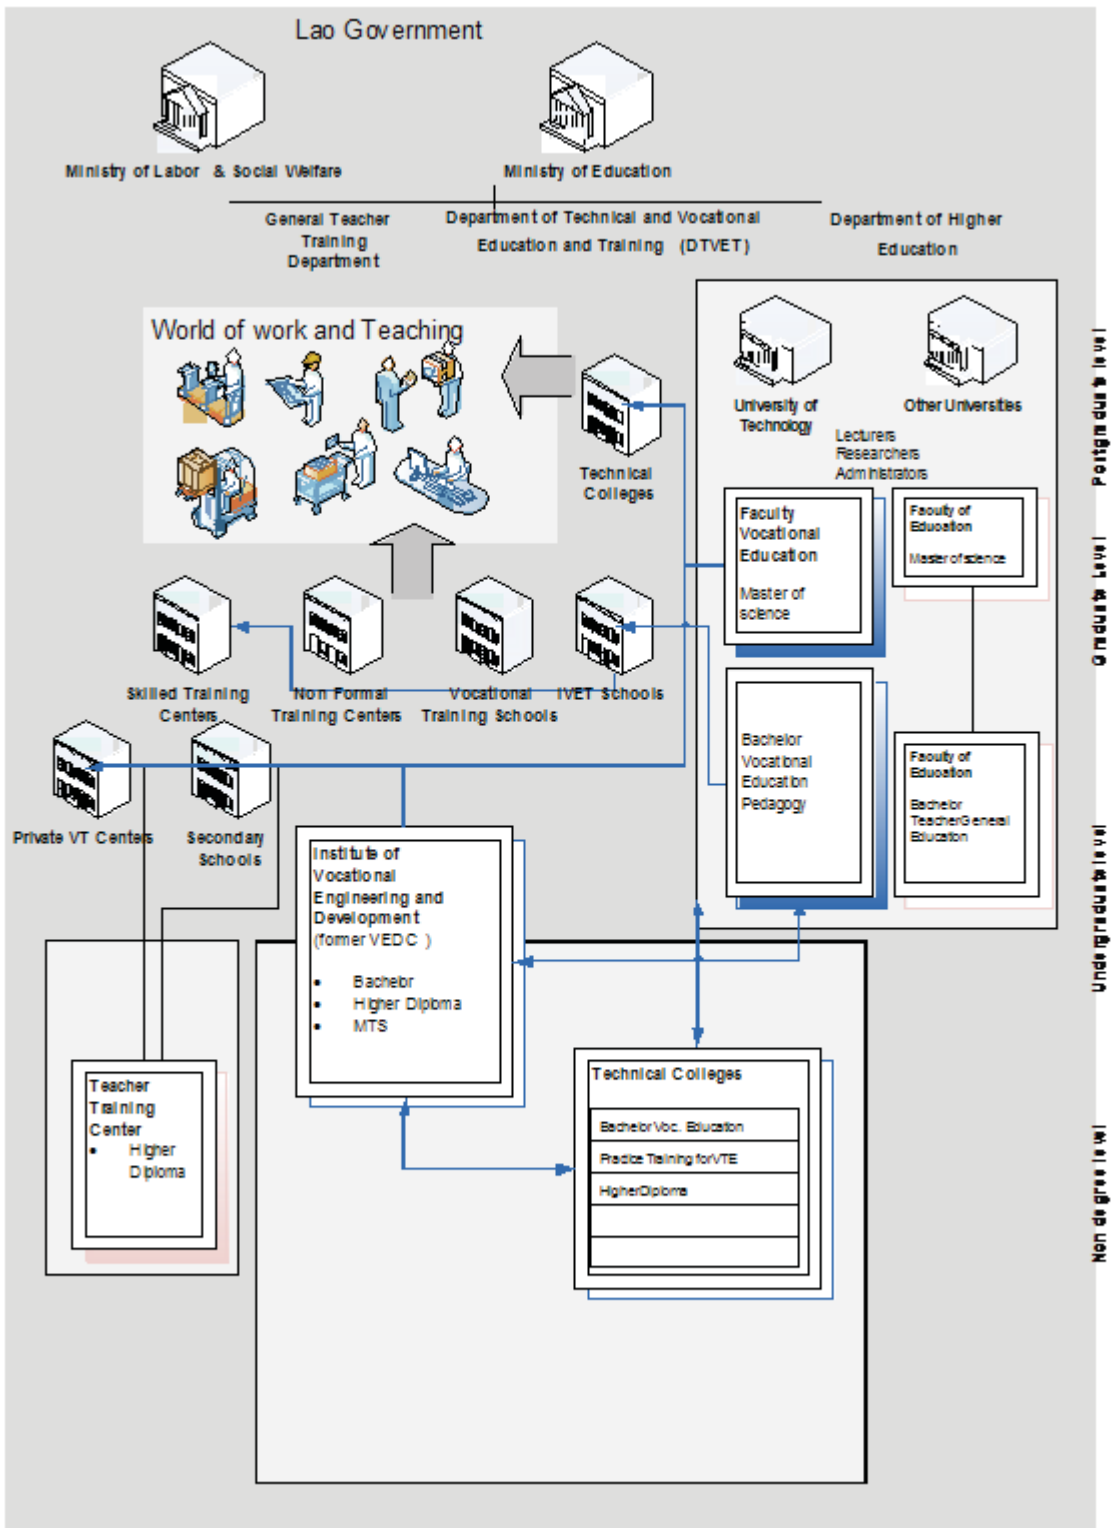 Lao Government
Ministry of Labor & Social Welfare
Ministry of Education
General Teacher
Training
Department
Department of Technical and Vocational
Education and Training (DTVET)
Department of Higher
Education
World of work and Teaching
Technical
Colleges
University of
Technology
Other Universities
Lecturers
Researchers
Administrators
Faculty
Vocational
Education
Master of
science
Faculty of
Education
Master of science
Skilled Training
Centers
Non Formal
Training Centers
Vocational
Training Schools
IVET Schools
Private VT Centers
Secondary
Schools
Bachelor
Vocational
Education
Pedagogy
Faculty of
Education
Bachelor
TeacherGeneral
Education
Institute of
Vocational
Engineering and
Development
(former VEDC )
• Bachelor
• Higher Diploma
• MTS
Teacher
Training
Center
• Higher
Diploma
Technical Colleges
Bachelor Voc. Education
Practice Training for VTE
HigherDiploma
Postgraduate level
Graduate Level
Undergraduate level
Non degree level